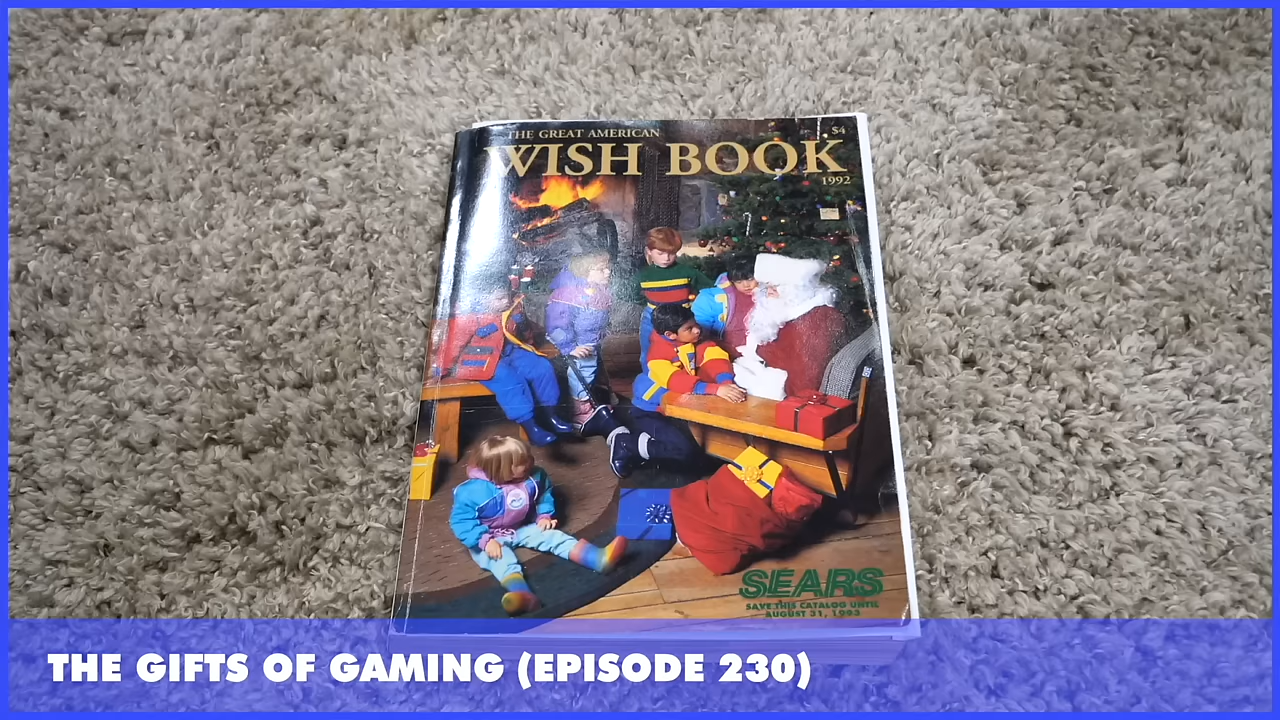 THE GREAT AMERICAN
$4
WISH BOOK
1992
SEARS
SAVE THIS CATALOG UNTIL
AUGUST 31, 1993
THE GIFTS OF GAMING (EPISODE 230)